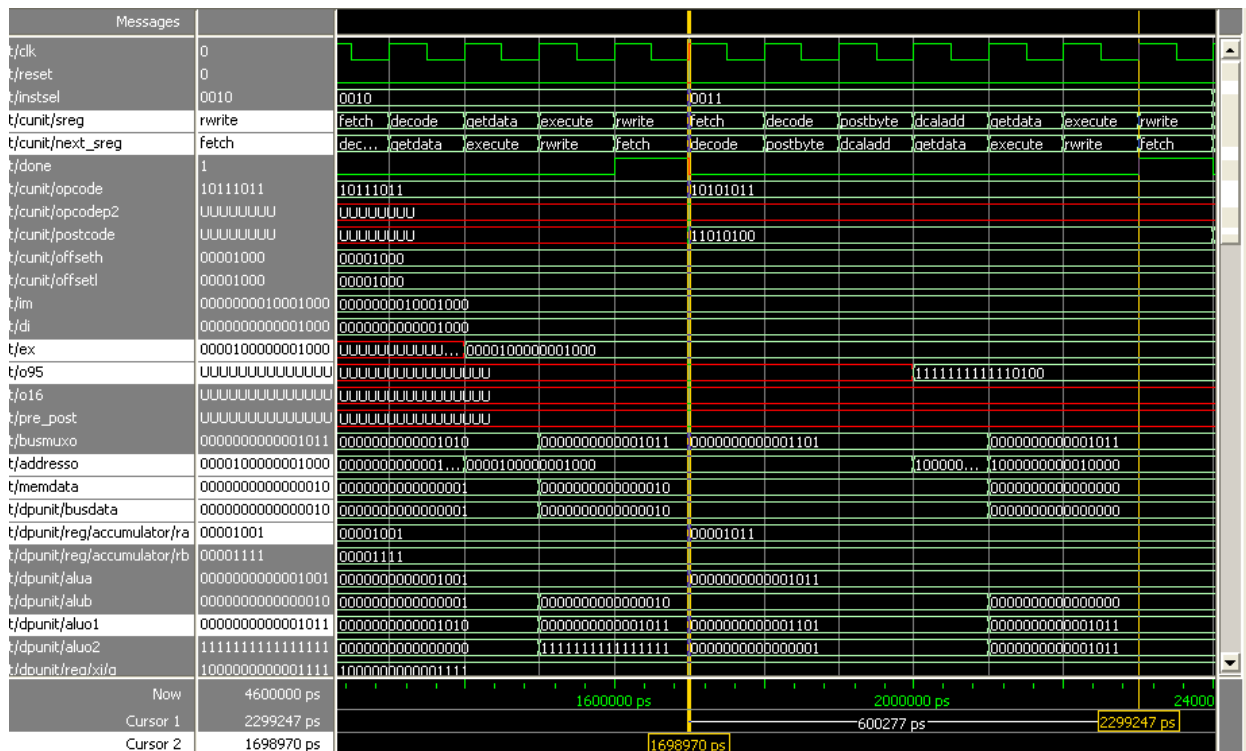 Messages
t/clk 0
t/reset 0
t/instsel 0010 0010 0011
t/cunit/sreg rwrite fetch decode getdata execute rwrite fetch decode postbyte dcaladd getdata execute rwrite
t/cunit/next_sreg fetch dec... getdata execute rwrite fetch decode postbyte dcaladd getdata execute rwrite fetch
t/done 1
t/cunit/opcode 10111011 10111011 10101011
t/cunit/opcodep2 UUUUUUUU UUUUUUUU
t/cunit/postcode UUUUUUUU UUUUUUUU 11010100
t/cunit/offseth 00001000 00001000
t/cunit/offsetl 00001000 00001000
t/im 0000000010001000 0000000010001000
t/di 0000000000001000 0000000000001000
t/ex 0000100000001000 UUUUUUUUUUU... 0000100000001000
t/o95 UUUUUUUUUUUUUUUU UUUUUUUUUUUUUUUU 1111111111110100
t/o16 UUUUUUUUUUUUUUUU UUUUUUUUUUUUUUUU
t/pre_post UUUUUUUUUUUUUUUU UUUUUUUUUUUUUUUU
t/busmuxo 0000000000001011 0000000000001010 0000000000001011 0000000000001101 0000000000001011
t/addresso 0000100000001000 0000000000001... 0000100000001000 100000... 1000000000010000
t/memdata 0000000000000010 0000000000000001 0000000000000010 0000000000000000
t/dpunit/busdata 0000000000000010 0000000000000001 0000000000000010 0000000000000000
t/dpunit/reg/accumulator/ra 00001001 00001001 00001011
t/dpunit/reg/accumulator/rb 00001111 00001111
t/dpunit/alua 0000000000001001 0000000000001001 0000000000001011
t/dpunit/alub 0000000000000010 0000000000000001 0000000000000010 0000000000000000
t/dpunit/aluo1 0000000000001011 0000000000001010 0000000000001011 0000000000001101 0000000000001011
t/dpunit/aluo2 1111111111111111 0000000000000000 1111111111111111 0000000000000001 0000000000001011
t/dpunit/reg/xi/q 1000000000001111 1000000000001111
Now 4600000 ps 1600000 ps 2000000 ps 24000
Cursor 1 2299247 ps 600277 ps 2299247 ps
Cursor 2 1698970 ps 1698970 ps